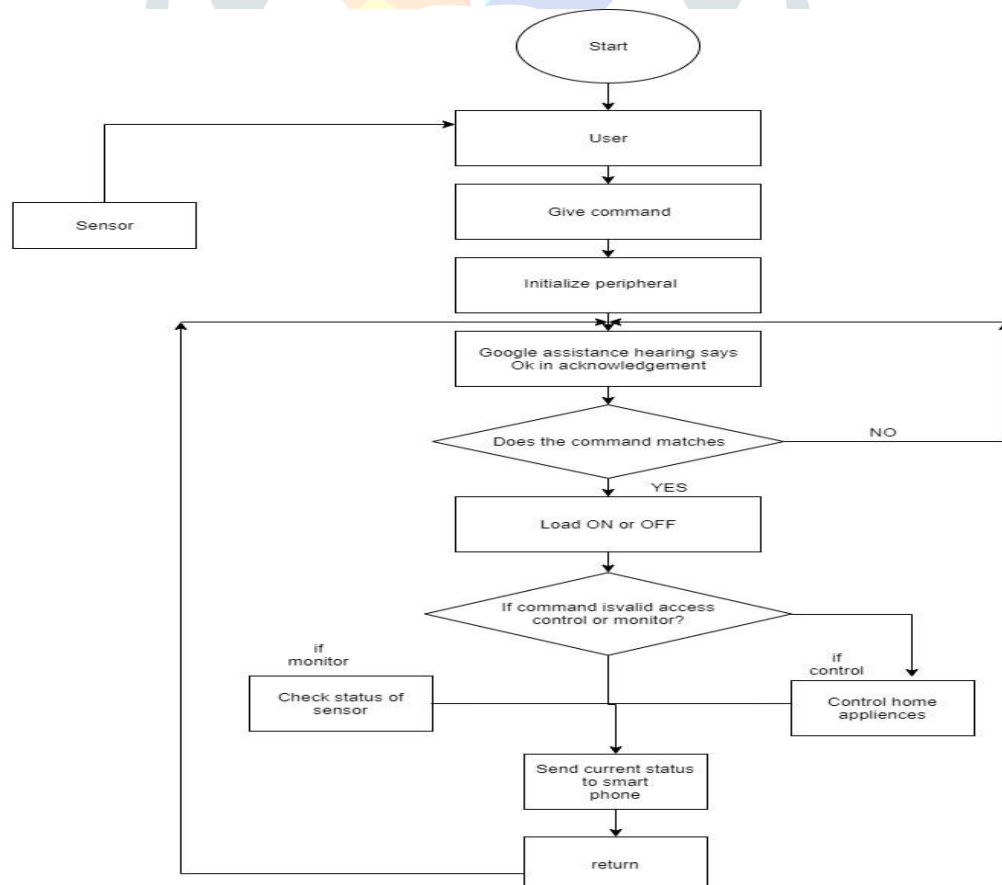 Start
User
Sensor
Give command
Initialize peripheral
Google assistance hearing says
Ok in acknowledgement
Does the command matches
NO
YES
Load ON or OFF
If command isvalid access
control or monitor?
if
monitor
if
control
Check status of
sensor
Control home
appliences
Send current status
to smart
phone
return